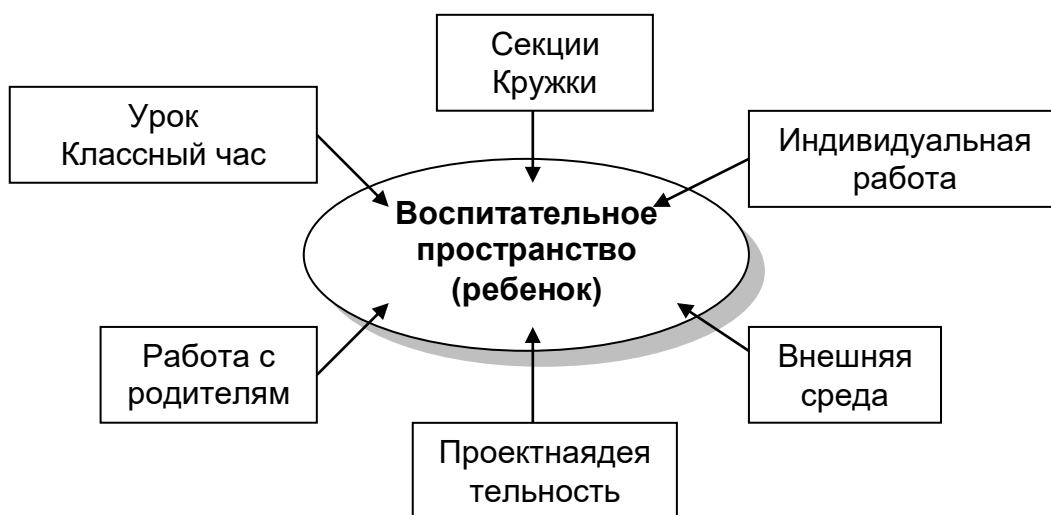 Секции
Кружки
Урок
Классный час
Индивидуальная
работа
Воспитательное
пространство
(ребенок)
Работа с
родителям
Внешняя
среда
Проектнаядея
тельность